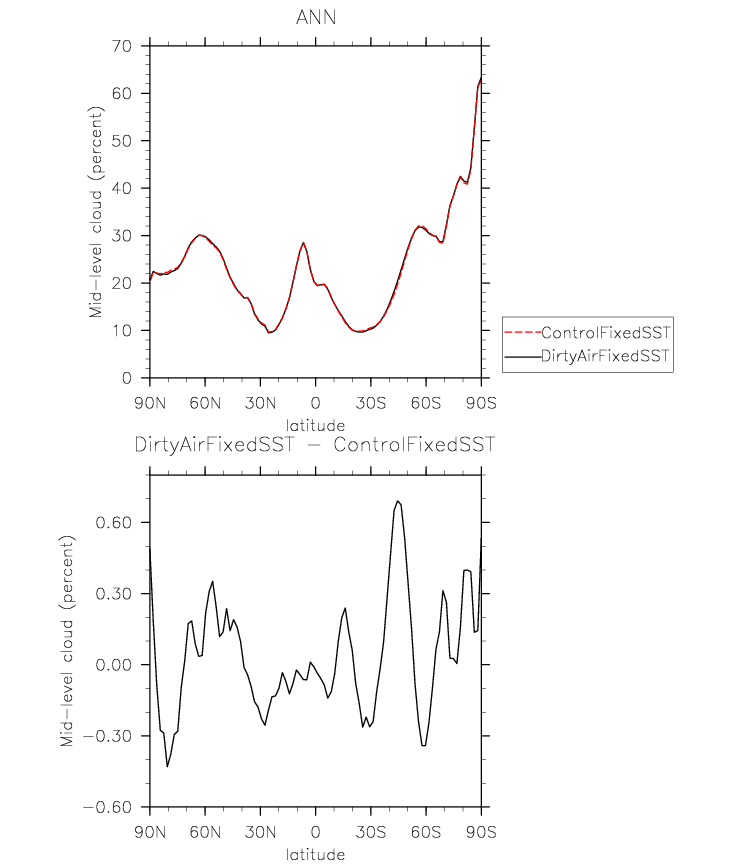 ANN
70
60
50
40
30
20
10
0
Mid-level cloud (percent)
90N 60N 30N 0 30S 60S 90S
latitude
ControlFixedSST
DirtyAirFixedSST
DirtyAirFixedSST - ControlFixedSST
0.60
0.30
0.00
-0.30
-0.60
Mid-level cloud (percent)
90N 60N 30N 0 30S 60S 90S
latitude